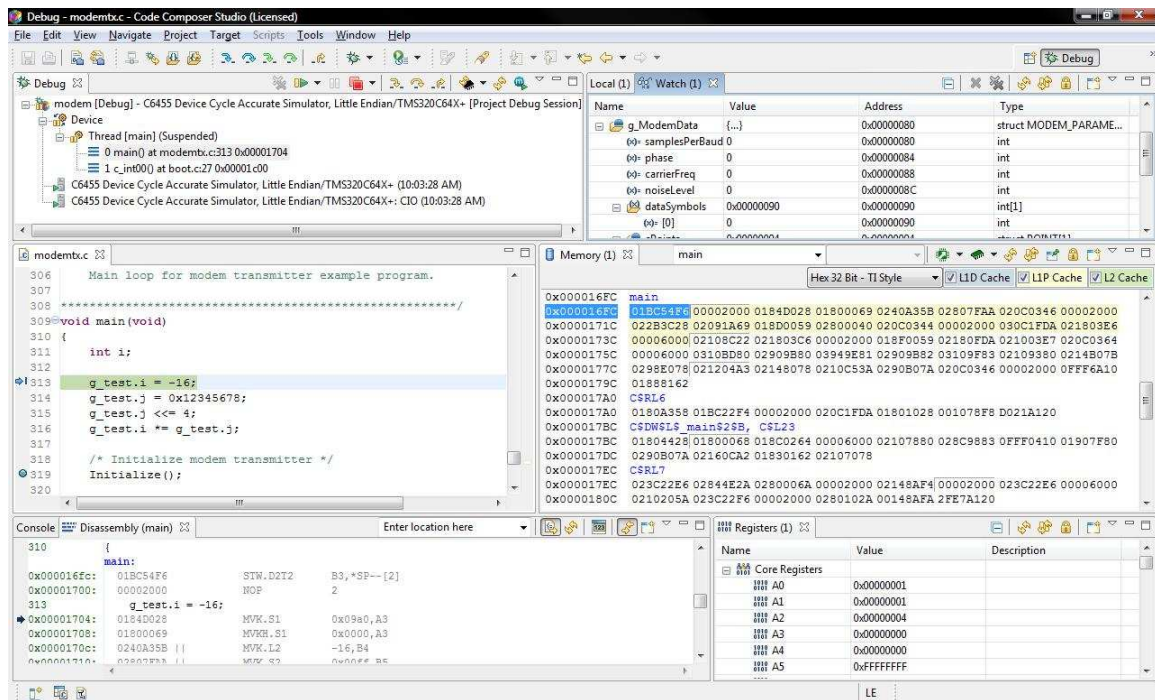 Debug - modemtx.c - Code Composer Studio (Licensed)
File Edit View Navigate Project Target Scripts Tools Window Help
Debug
Debug
modem [Debug] - C6455 Device Cycle Accurate Simulator, Little Endian/TMS320C64X+ [Project Debug Session]
Device
Thread [main] (Suspended)
0 main() at modemtx.c:313 0x00001704
1 c_int00() at boot.c:27 0x00001c00
C6455 Device Cycle Accurate Simulator, Little Endian/TMS320C64X+ (10:03:28 AM)
C6455 Device Cycle Accurate Simulator, Little Endian/TMS320C64X+: CIO (10:03:28 AM)
Local (1) Watch (1)
Name Value Address Type
g_ModemData {...} 0x00000080 struct MODEM_PARAME...
(x)= samplesPerBaud 0 0x00000080 int
(x)= phase 0 0x00000084 int
(x)= carrierFreq 0 0x00000088 int
(x)= noiseLevel 0 0x0000008C int
dataSymbols 0x00000090 0x00000090 int[1]
(x)= [0] 0 0x00000090 int
modemtx.c
306 Main loop for modem transmitter example program.
307
308 *********************************************************/
309 void main(void)
310 {
311 int i;
312
313 g_test.i = -16;
314 g_test.j = 0x12345678;
315 g_test.j <<= 4;
316 g_test.i *= g_test.j;
317
318 /* Initialize modem transmitter */
319 Initialize();
320
Memory (1) main
Hex 32 Bit - TI Style L1D Cache L1P Cache L2 Cache
0x000016FC main
0x000016FC 01BC54F6 00002000 0184D028 01800069 0240A35B 02807FAA 020C0346 00002000
0x0000171C 022B3C28 02091A69 018D0059 02800040 020C0344 00002000 030C1FDA 021803E6
0x0000173C 00006000 02108C22 021803C6 00002000 018F0059 02180FDA 021003E7 020C0364
0x0000175C 00006000 0310BD80 02909B80 03949E81 02909B82 03109F83 02109380 0214B07B
0x0000177C 0298E078 021204A3 02148078 0210C53A 0290B07A 020C0346 00002000 0FFF6A10
0x0000179C 01888162
0x000017A0 C$RL6
0x000017A0 0180A358 01BC22F4 00002000 020C1FDA 01801028 001078F8 D021A120
0x000017BC C$DW$L$_main$2$B, C$L23
0x000017BC 01804428 01800068 018C0264 00006000 02107880 028C9883 0FFF0410 01907F80
0x000017DC 0290B07A 02160CA2 01830162 02107078
0x000017EC C$RL7
0x000017EC 023C22E6 02844E2A 0280006A 00002000 02148AF4 00002000 023C22E6 00006000
0x0000180C 0210205A 023C22F6 00002000 0280102A 00148AFA 2FE7A120
Console Disassembly (main) Enter location here
310 {
main:
0x000016fc: 01BC54F6 STW.D2T2 B3,*SP--[2]
0x00001700: 00002000 NOP 2
313 g_test.i = -16;
0x00001704: 0184D028 MVK.S1 0x09a0,A3
0x00001708: 01800069 MVKH.S1 0x0000,A3
0x0000170c: 0240A35B || MVK.L2 -16,B4
0x00001710: 02807FAA || MVK.S2 0x00ff,B5
Registers (1)
Name Value Description
Core Registers
A0 0x00000001
A1 0x00000001
A2 0x00000004
A3 0x00000000
A4 0x00000000
A5 0xFFFFFFFF
LE